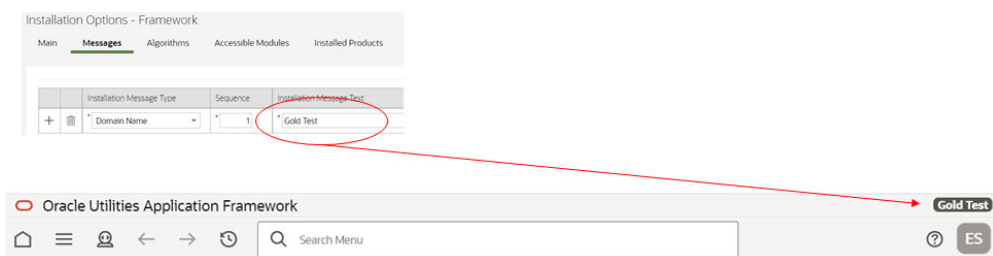 Installation Options - Framework
Main Messages Algorithms Accessible Modules Installed Products
Installation Message Type Sequence Installation Message Text
* Domain Name * 1 * Gold Test
Oracle Utilities Application Framework Gold Test
Search Menu ES